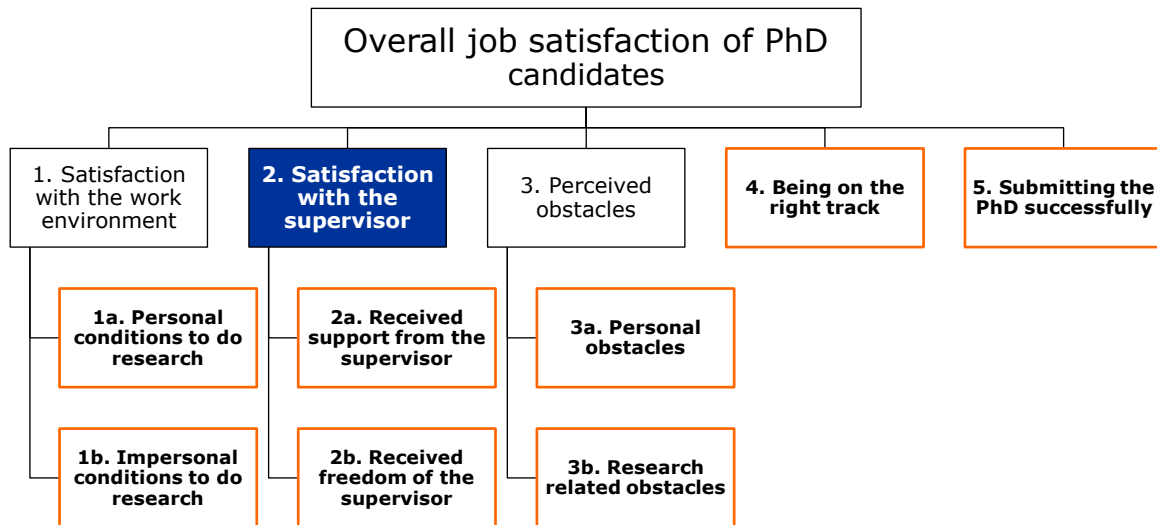 Overall job satisfaction of PhD
candidates
1. Satisfaction
with the work
environment
2. Satisfaction
with the
supervisor
3. Perceived
obstacles
4. Being on the
right track
5. Submitting the
PhD successfully
1a. Personal
conditions to do
research
2a. Received
support from the
supervisor
3a. Personal
obstacles
1b. Impersonal
conditions to do
research
2b. Received
freedom of the
supervisor
3b. Research
related obstacles